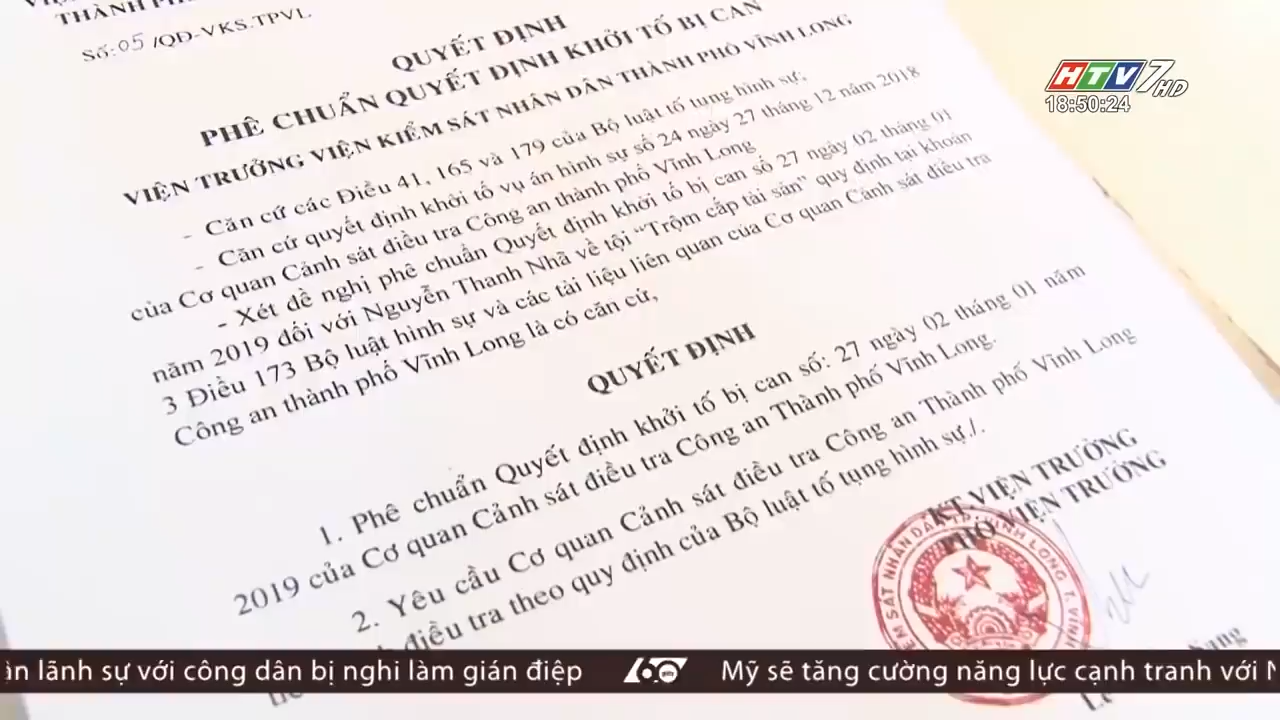 THÀNH
Số: 05 /QĐ-VKS.TPVL
QUYẾT ĐỊNH
PHÊ CHUẨN QUYẾT ĐỊNH KHỞI TỐ BỊ CAN
VIỆN TRƯỞNG VIỆN KIỂM SÁT NHÂN DÂN THÀNH PHỐ VĨNH LONG
- Căn cứ các Điều 41, 165 và 179 của Bộ luật tố tụng hình sự;
- Căn cứ quyết định khởi tố vụ án hình sự số 24 ngày 27 tháng 12 năm 2018
của Cơ quan Cảnh sát điều tra Công an thành phố Vĩnh Long
- Xét đề nghị phê chuẩn Quyết định khởi tố bị can số 27 ngày 02 tháng 01
năm 2019 đối với Nguyễn Thanh Nhã về tội “Trộm cắp tài sản” quy định tại khoản
3 Điều 173 Bộ luật hình sự và các tài liệu liên quan của Cơ quan Cảnh sát điều tra
Công an thành phố Vĩnh Long là có căn cứ,
QUYẾT ĐỊNH
1. Phê chuẩn Quyết định khởi tố bị can số: 27 ngày 02 tháng 01 năm
2019 của Cơ quan Cảnh sát điều tra Công an Thành phố Vĩnh Long.
2. Yêu cầu Cơ quan Cảnh sát điều tra Công an Thành phố Vĩnh Long
điều tra theo quy định của Bộ luật tố tụng hình sự./.
KT.VIỆN TRƯỞNG
PHÓ VIỆN TRƯỞNG
SÁT NHÂN DÂN TP. VĨNH LONG T. VĨNH
HTV7 HD
18:50:24
lãnh sự với công dân bị nghi làm gián điệp
60 Mỹ sẽ tăng cường năng lực cạnh tranh với